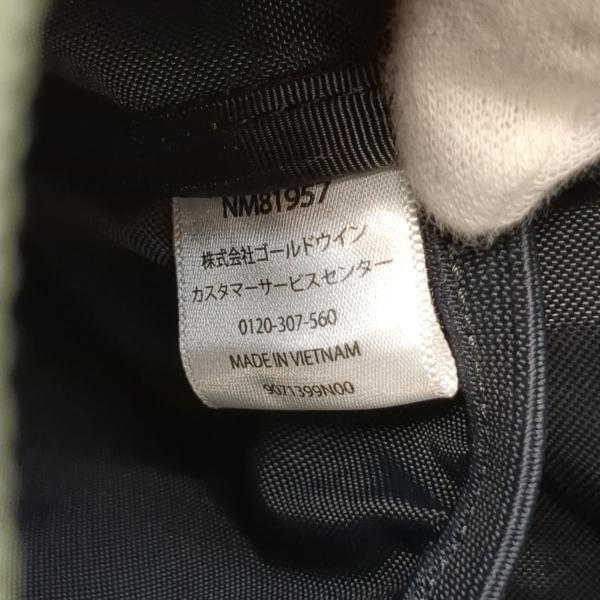 NM81957
株式会社ゴールドウイン
カスタマーサービスセンター
0120-307-560
MADE IN VIETNAM
9071399N00